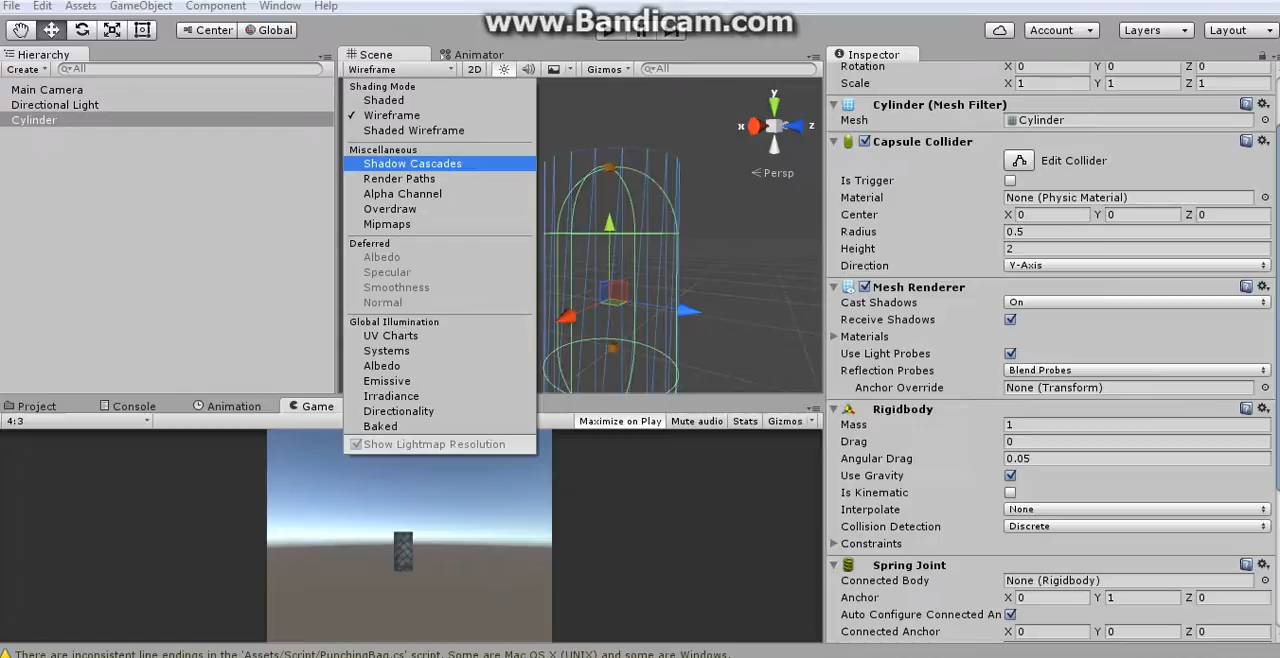 File Edit Assets GameObject Component Window Help
www.Bandicam.com
Center Global Account Layers Layout
Hierarchy
Create All
Main Camera
Directional Light
Cylinder
Scene Animator
Wireframe 2D Gizmos All
Shading Mode
Shaded
Wireframe
Shaded Wireframe
Miscellaneous
Shadow Cascades
Render Paths
Alpha Channel
Overdraw
Mipmaps
Deferred
Albedo
Specular
Smoothness
Normal
Global Illumination
UV Charts
Systems
Albedo
Emissive
Irradiance
Directionality
Baked
Show Lightmap Resolution
y
x z
Persp
Project Console Animation Game
4:3 Maximize on Play Mute audio Stats Gizmos
Inspector
Rotation X 0 Y 0 Z 0
Scale X 1 Y 1 Z 1
Cylinder (Mesh Filter)
Mesh Cylinder
Capsule Collider
Edit Collider
Is Trigger
Material None (Physic Material)
Center X 0 Y 0 Z 0
Radius 0.5
Height 2
Direction Y-Axis
Mesh Renderer
Cast Shadows On
Receive Shadows
Materials
Use Light Probes
Reflection Probes Blend Probes
Anchor Override None (Transform)
Rigidbody
Mass 1
Drag 0
Angular Drag 0.05
Use Gravity
Is Kinematic
Interpolate None
Collision Detection Discrete
Constraints
Spring Joint
Connected Body None (Rigidbody)
Anchor X 0 Y 1 Z 0
Auto Configure Connected An
Connected Anchor X 0 Y 0 Z 0
There are inconsistent line endings in the 'Assets/Script/PunchingBag.cs' script. Some are Mac OS X (UNIX) and some are Windows.